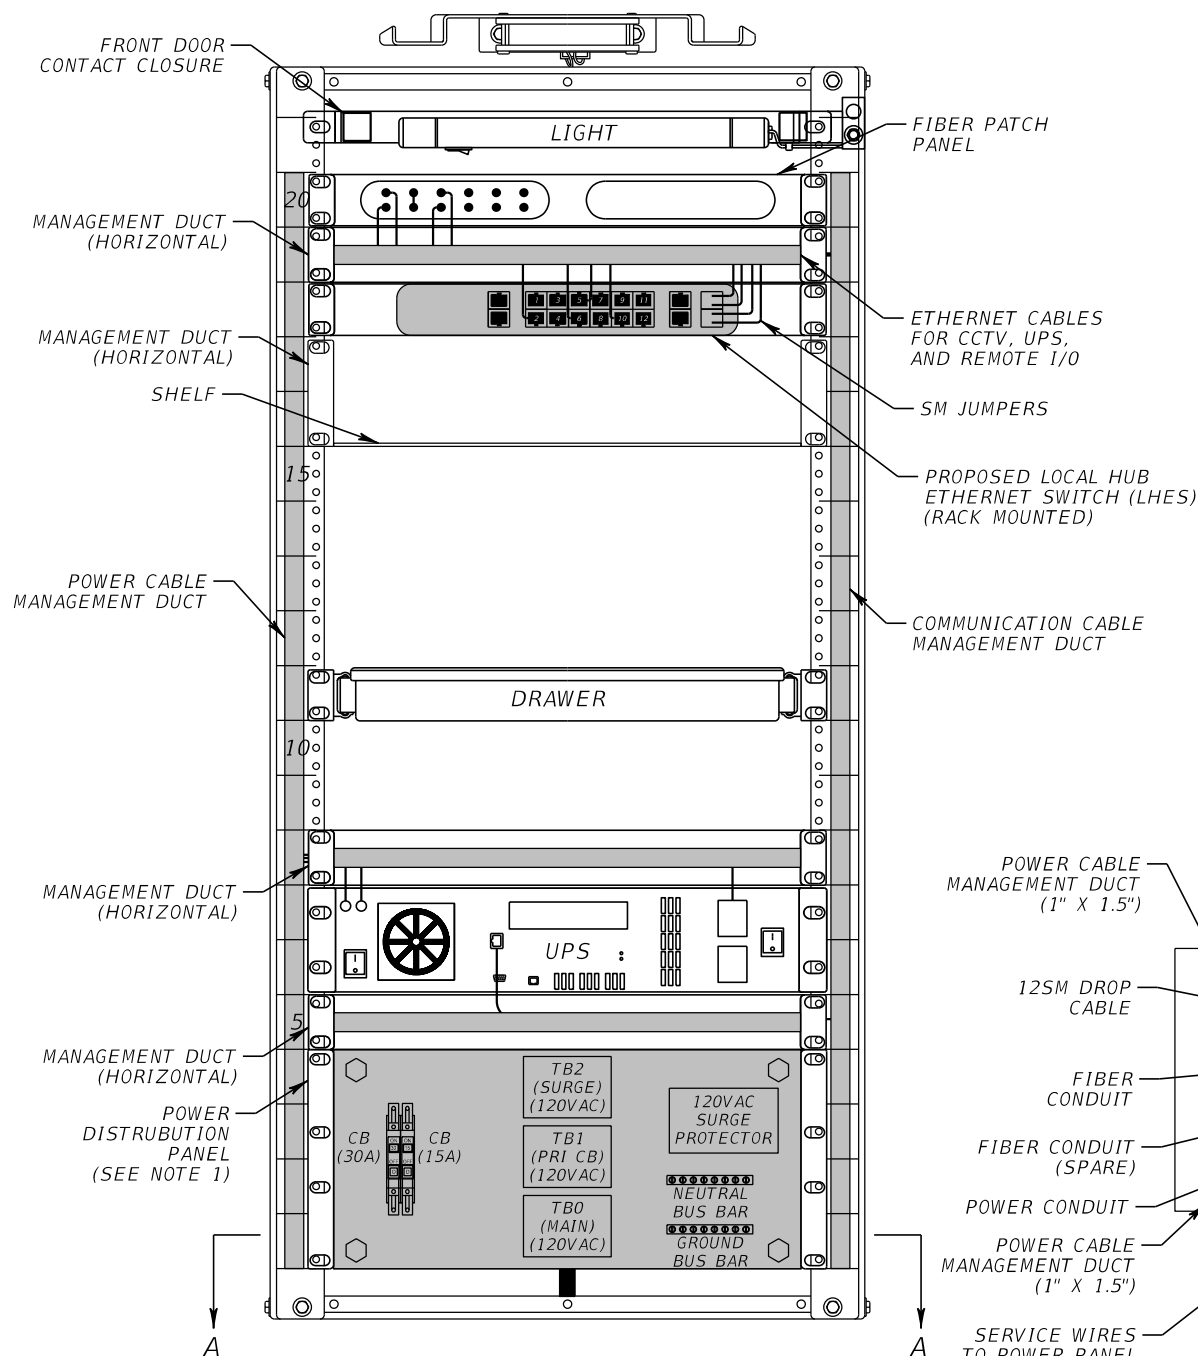 FRONT DOOR
CONTACT CLOSURE
LIGHT
FIBER PATCH
PANEL
20
MANAGEMENT DUCT
(HORIZONTAL)
1 3 5 7 9 11
2 4 6 8 10 12
ETHERNET CABLES
FOR CCTV, UPS,
AND REMOTE I/O
MANAGEMENT DUCT
(HORIZONTAL)
SHELF
SM JUMPERS
15
PROPOSED LOCAL HUB
ETHERNET SWITCH (LHES)
(RACK MOUNTED)
POWER CABLE
MANAGEMENT DUCT
COMMUNICATION CABLE
MANAGEMENT DUCT
DRAWER
10
MANAGEMENT DUCT
(HORIZONTAL)
POWER CABLE
MANAGEMENT DUCT
(1" X 1.5")
UPS
12SM DROP
CABLE
5
MANAGEMENT DUCT
(HORIZONTAL)
FIBER
CONDUIT
POWER
DISTRUBUTION
PANEL
(SEE NOTE 1)
TB2
(SURGE)
(120VAC)
120VAC
SURGE
PROTECTOR
CB
(30A)
CB
(15A)
TB1
(PRI CB)
(120VAC)
FIBER CONDUIT
(SPARE)
NEUTRAL
BUS BAR
TB0
(MAIN)
(120VAC)
GROUND
BUS BAR
POWER CONDUIT
POWER CABLE
MANAGEMENT DUCT
(1" X 1.5")
A
A
SERVICE WIRES
TO POWER PANEL